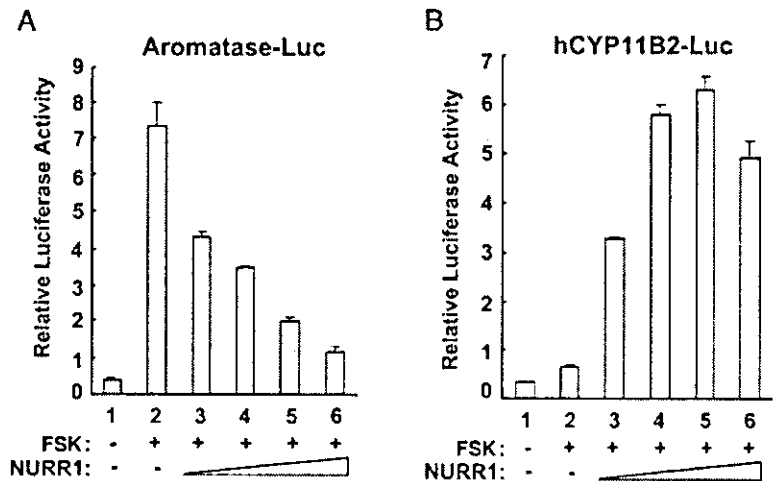 A
Aromatase-Luc
Relative Luciferase Activity
9
8
7
6
5
4
3
2
1
0
1 2 3 4 5 6
FSK: - + + + + +
NURR1: - -
B
hCYP11B2-Luc
Relative Luciferase Activity
7
6
5
4
3
2
1
0
1 2 3 4 5 6
FSK: - + + + + +
NURR1: - -